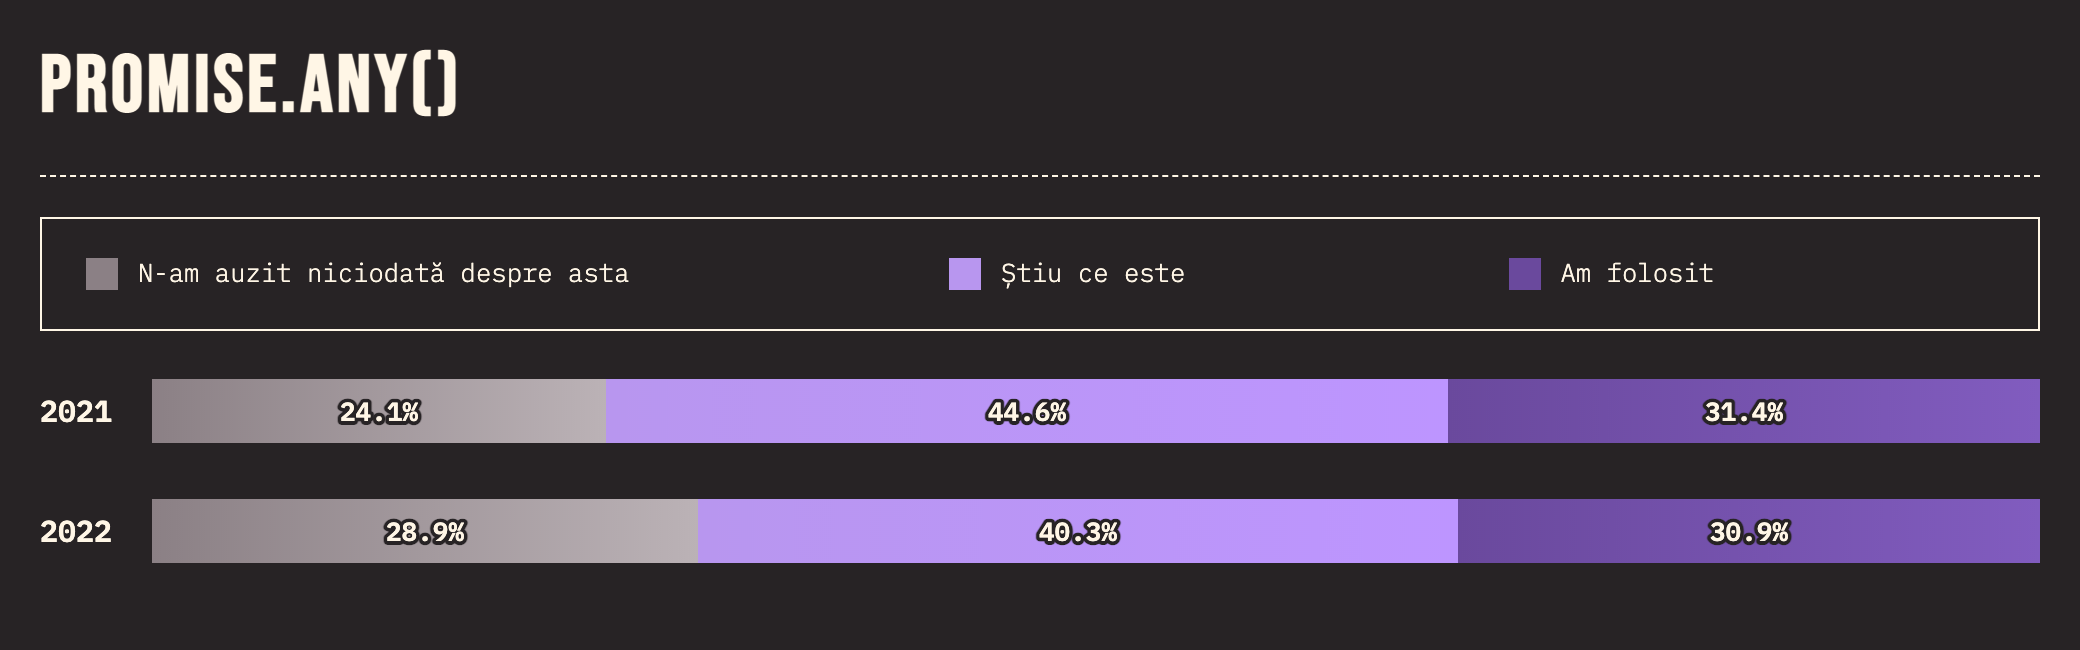 PROMISE.ANY()
N-am auzit niciodată despre asta
Știu ce este
Am folosit
2021 24.1% 44.6% 31.4%
2022 28.9% 40.3% 30.9%